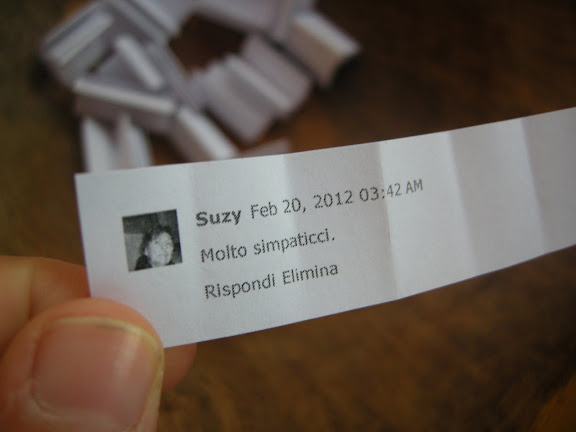 Suzy Feb 20, 2012 03:42 AM
Molto simpaticci.
Rispondi Elimina